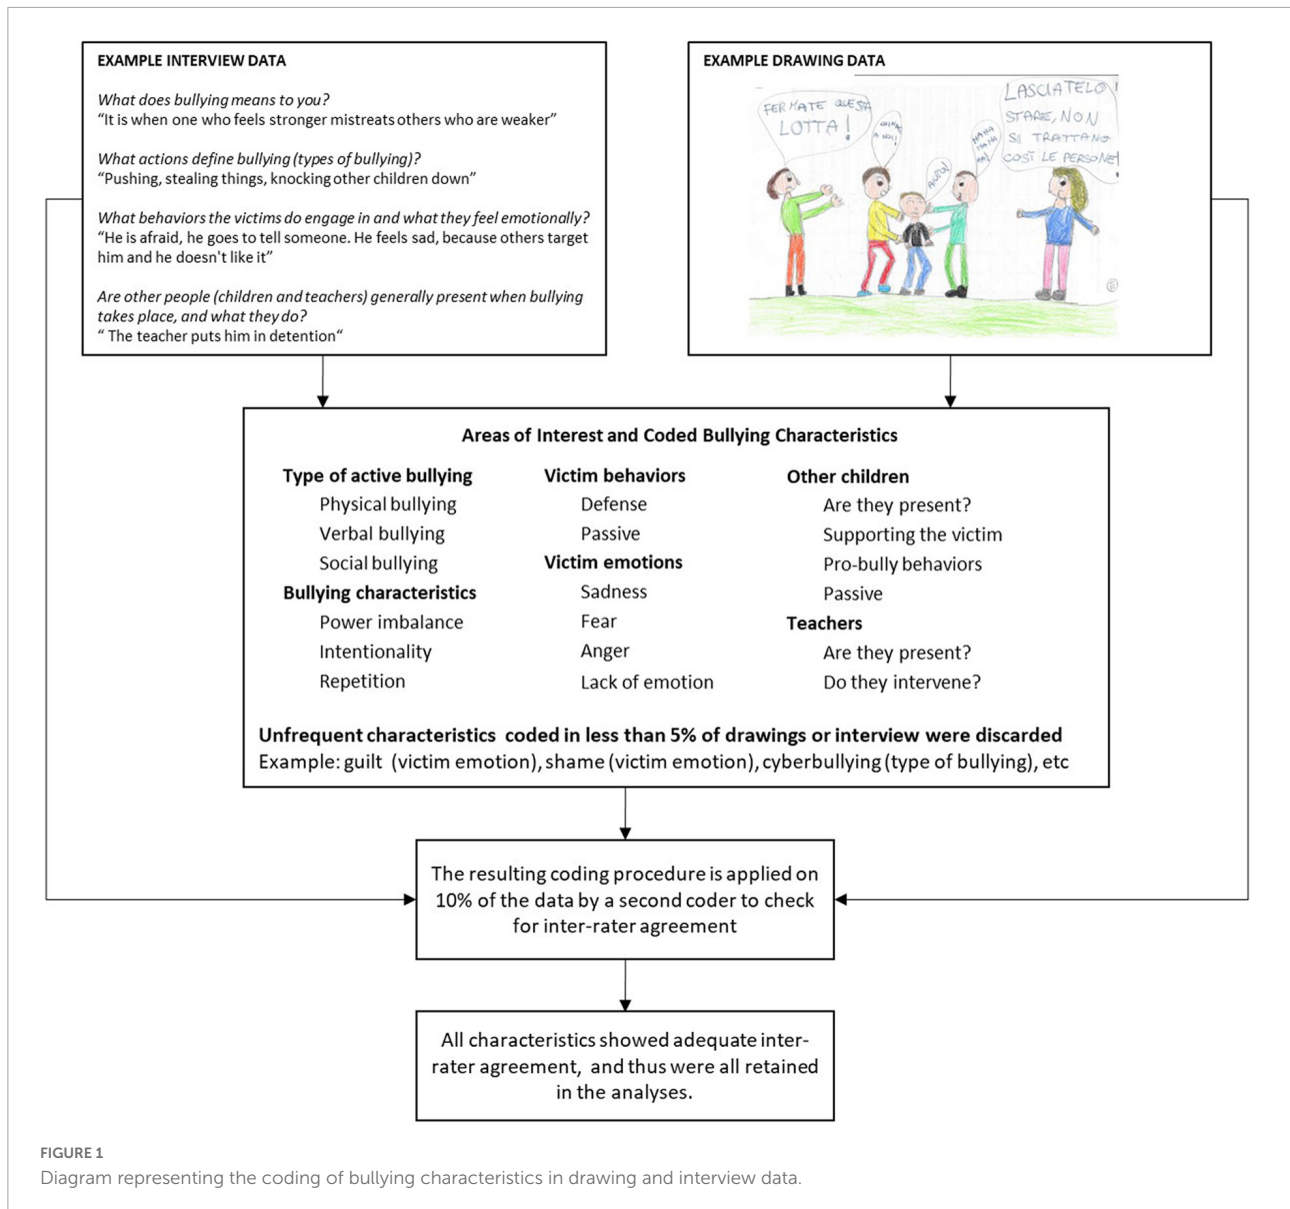 EXAMPLE INTERVIEW DATA
What does bullying means to you?
“It is when one who feels stronger mistreats others who are weaker”
What actions define bullying (types of bullying)?
“Pushing, stealing things, knocking other children down”
What behaviors the victims do engage in and what they feel emotionally?
“He is afraid, he goes to tell someone. He feels sad, because others target
him and he doesn't like it”
Are other people (children and teachers) generally present when bullying
takes place, and what they do?
“ The teacher puts him in detention“
EXAMPLE DRAWING DATA
FERMATE QUESTA
LOTTA!
A NOI!
AIUTO!
HAHA
HAHA
HA!
LASCIATELO
STARE, NON
SI TRATTANO
COSÌ LE PERSONE!
Areas of Interest and Coded Bullying Characteristics
Type of active bullying
Physical bullying
Verbal bullying
Social bullying
Bullying characteristics
Power imbalance
Intentionality
Repetition
Victim behaviors
Defense
Passive
Victim emotions
Sadness
Fear
Anger
Lack of emotion
Other children
Are they present?
Supporting the victim
Pro-bully behaviors
Passive
Teachers
Are they present?
Do they intervene?
Unfrequent characteristics coded in less than 5% of drawings or interview were discarded
Example: guilt (victim emotion), shame (victim emotion), cyberbullying (type of bullying), etc
The resulting coding procedure is applied on
10% of the data by a second coder to check
for inter-rater agreement
All characteristics showed adequate inter-
rater agreement, and thus were all retained
in the analyses.
FIGURE 1
Diagram representing the coding of bullying characteristics in drawing and interview data.